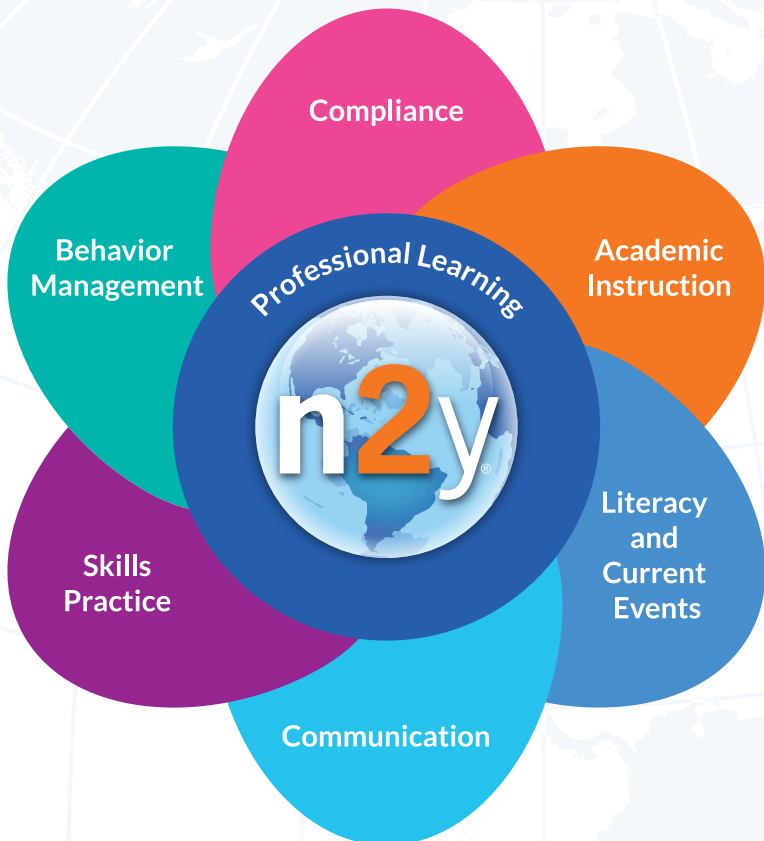 Compliance
Academic
Instruction
Literacy
and
Current
Events
Communication
Skills
Practice
Behavior
Management
Professional Learning
n2y®